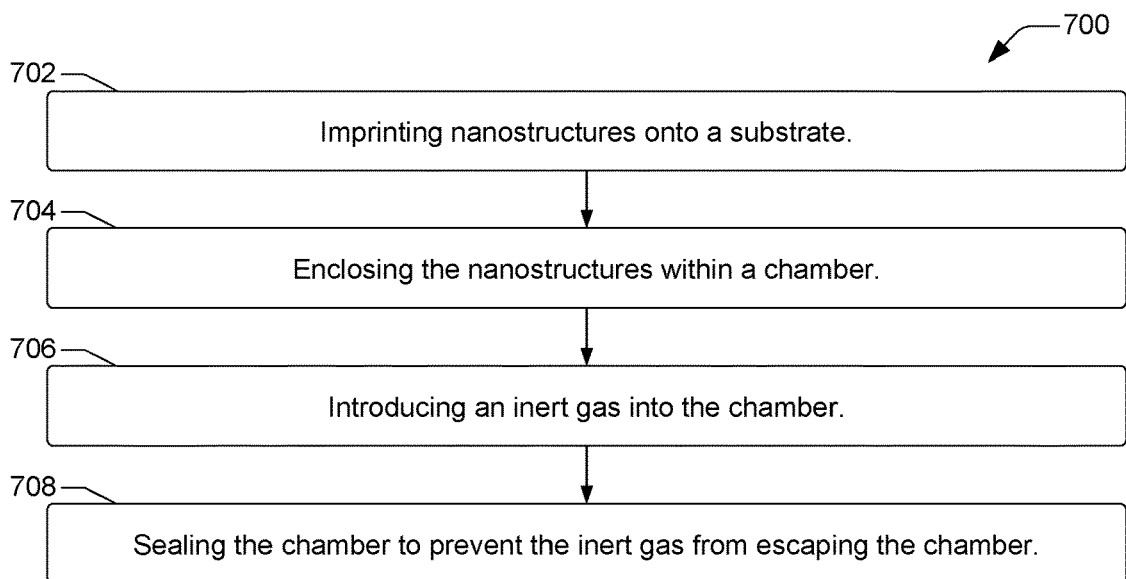 700
702
Imprinting nanostructures onto a substrate.
704
Enclosing the nanostructures within a chamber.
706
Introducing an inert gas into the chamber.
708
Sealing the chamber to prevent the inert gas from escaping the chamber.